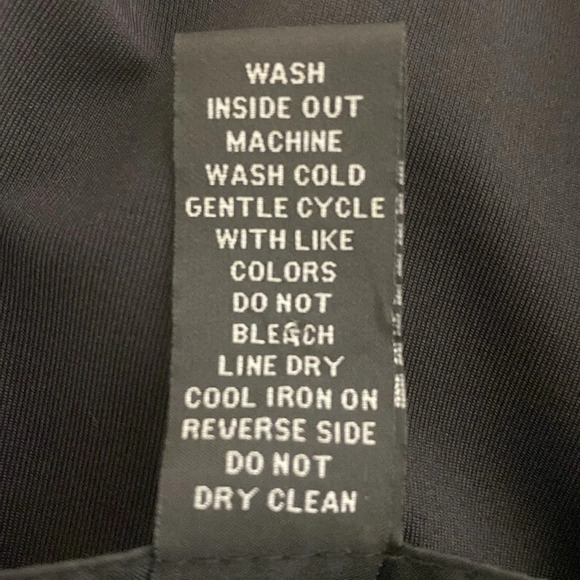 WASH
INSIDE OUT
MACHINE
WASH COLD
GENTLE CYCLE
WITH LIKE
COLORS
DO NOT
BLEACH
LINE DRY
COOL IRON ON
REVERSE SIDE
DO NOT
DRY CLEAN